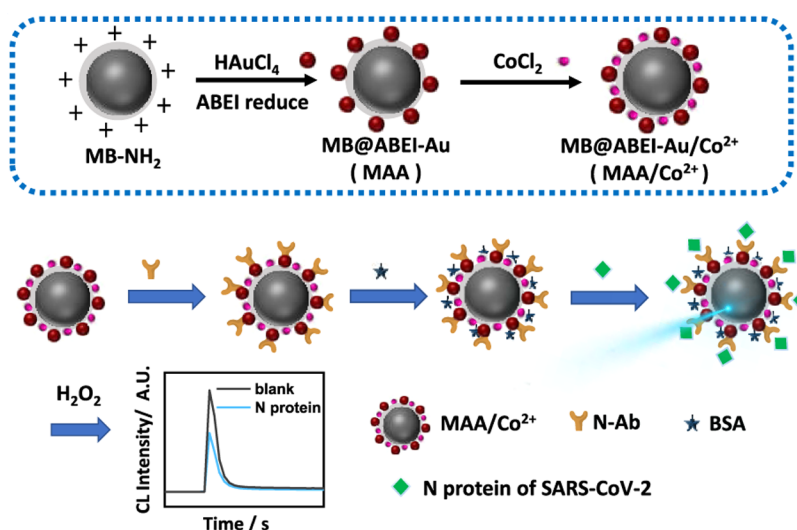 HAuCl₄
ABEI reduce
CoCl₂
MB-NH₂
MB@ABEI-Au
( MAA )
MB@ABEI-Au/Co²⁺
( MAA/Co²⁺ )
H₂O₂
CL Intensity/ A.U.
blank
N protein
Time / s
MAA/Co²⁺
N-Ab
BSA
N protein of SARS-CoV-2